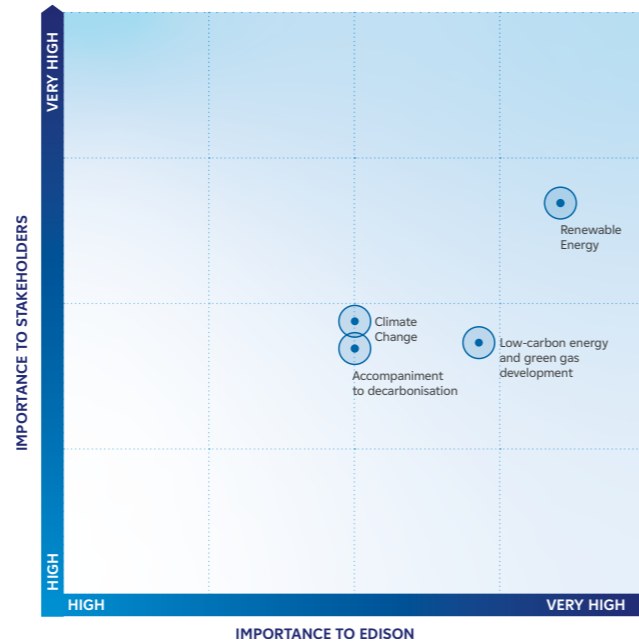 VERY HIGH
IMPORTANCE TO STAKEHOLDERS
Renewable
Energy
Climate
Change
Low-carbon energy
and green gas
development
Accompaniment
to decarbonisation
HIGH
HIGH
VERY HIGH
IMPORTANCE TO EDISON